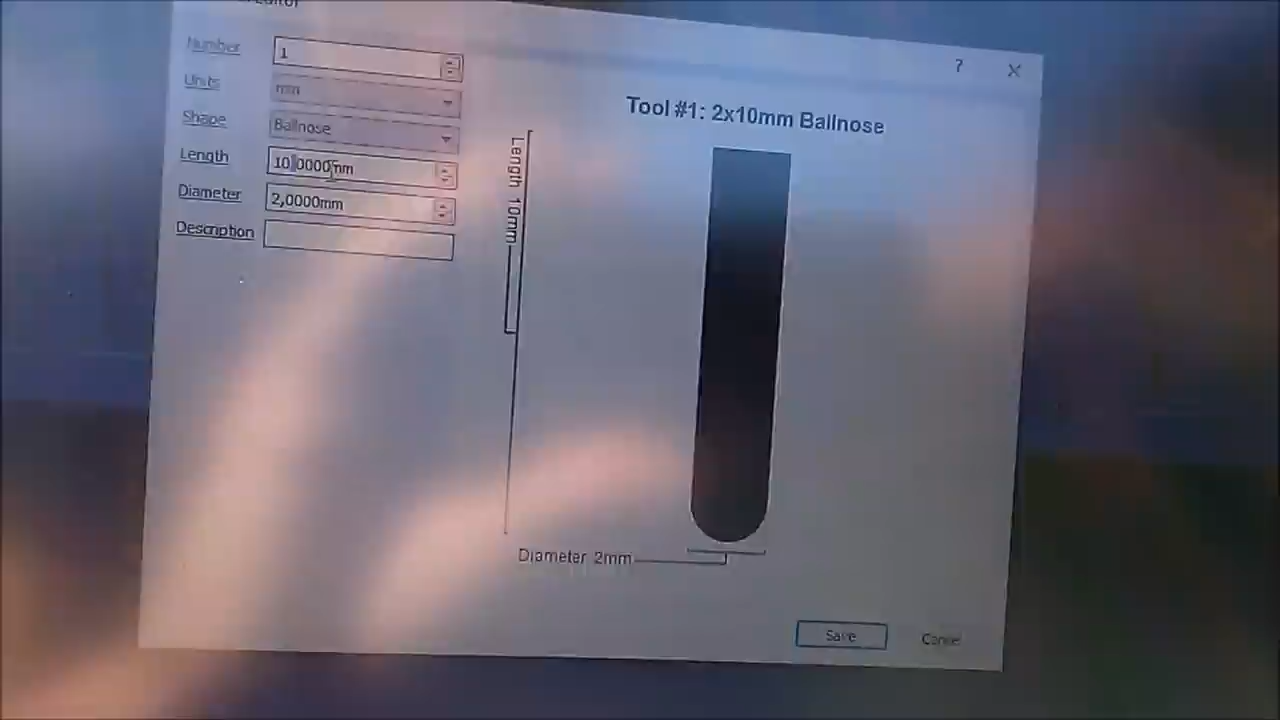 Number 1
Units mm
Shape Ballnose
Length 10,0000mm
Diameter 2,0000mm
Description
?
Tool #1: 2x10mm Ballnose
Length 10mm
Diameter 2mm
Save Cancel